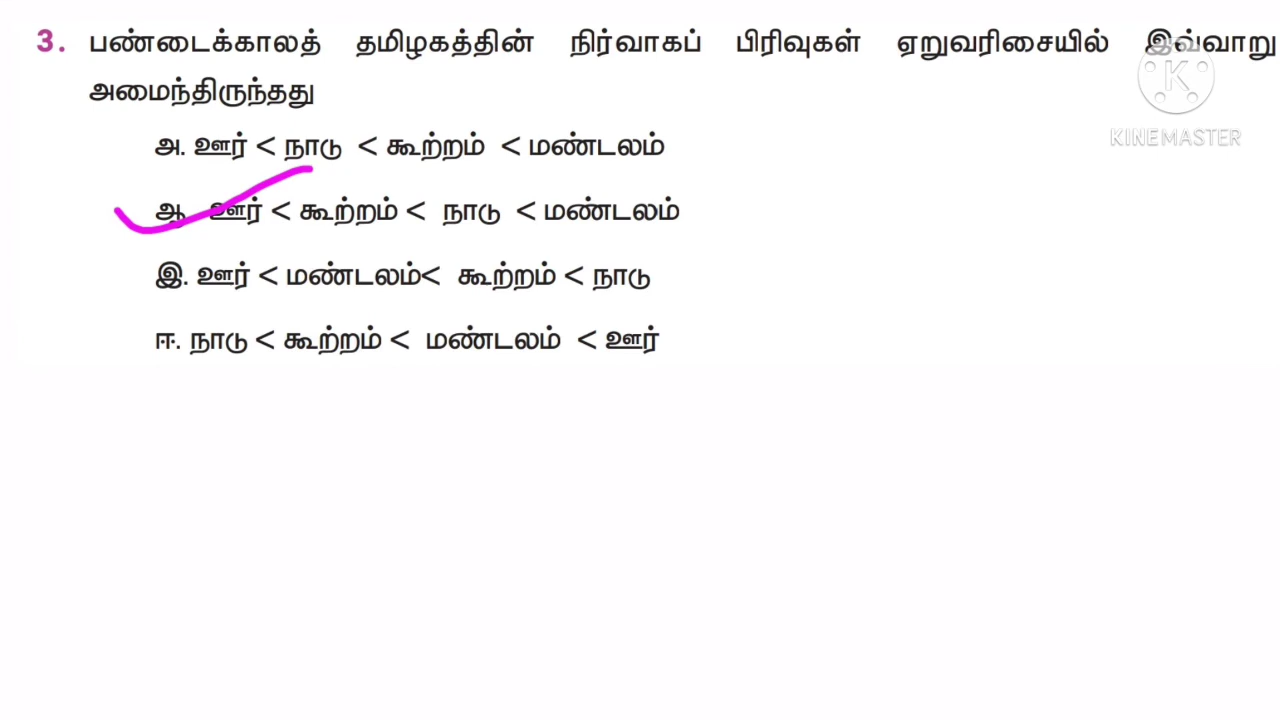 3. பண்டைக்காலத் தமிழகத்தின் நிர்வாகப் பிரிவுகள் ஏறுவரிசையில் இவ்வாறு
அமைந்திருந்தது
KINEMASTER
அ. ஊர் < நாடு < கூற்றம் < மண்டலம்
ஆ. ஊர் < கூற்றம் < நாடு < மண்டலம்
இ. ஊர் < மண்டலம்< கூற்றம் < நாடு
ஈ. நாடு < கூற்றம் < மண்டலம் < ஊர்